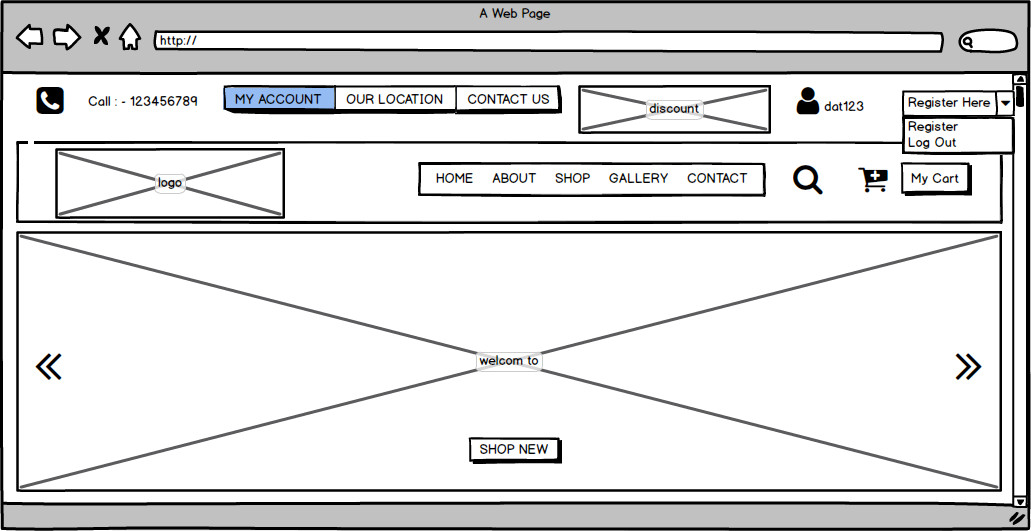 A Web Page
http://
Call : - 123456789
MY ACCOUNT OUR LOCATION CONTACT US
discount
dat123
Register Here
Register
Log Out
logo
HOME ABOUT SHOP GALLERY CONTACT
My Cart
welcom to
SHOP NEW